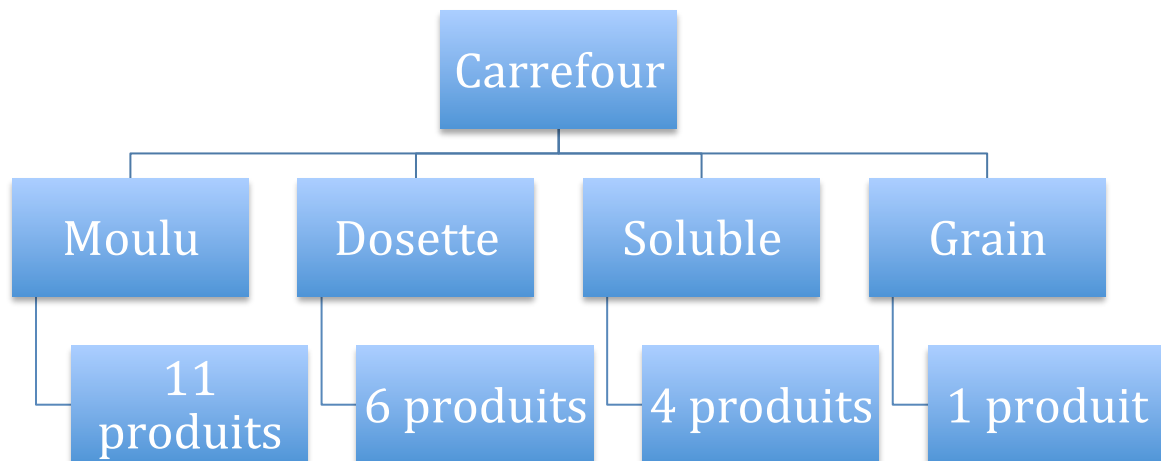 Carrefour
Moulu
Dosette
Soluble
Grain
11
produits
6 produits
4 produits
1 produit